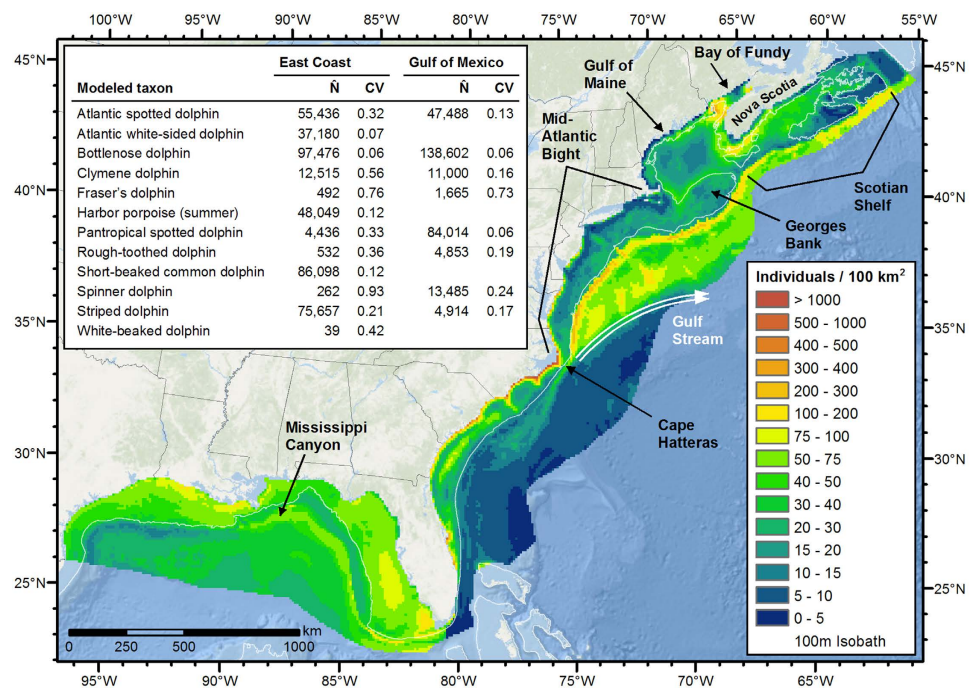 100°W 95°W 90°W 85°W 80°W 75°W 70°W 65°W 60°W 55°W
45°N
40°N
35°N
30°N
25°N
45°N
40°N
35°N
30°N
25°N
95°W 90°W 85°W 80°W 75°W 70°W 65°W 60°W
East Coast Gulf of Mexico
Modeled taxon N̂ CV N̂ CV
Atlantic spotted dolphin 55,436 0.32 47,488 0.13
Atlantic white-sided dolphin 37,180 0.07
Bottlenose dolphin 97,476 0.06 138,602 0.06
Clymene dolphin 12,515 0.56 11,000 0.16
Fraser's dolphin 492 0.76 1,665 0.73
Harbor porpoise (summer) 48,049 0.12
Pantropical spotted dolphin 4,436 0.33 84,014 0.06
Rough-toothed dolphin 532 0.36 4,853 0.19
Short-beaked common dolphin 86,098 0.12
Spinner dolphin 262 0.93 13,485 0.24
Striped dolphin 75,657 0.21 4,914 0.17
White-beaked dolphin 39 0.42
Bay of Fundy
Gulf of
Maine
Nova Scotia
Mid-
Atlantic
Bight
Scotian
Shelf
Georges
Bank
Gulf
Stream
Cape
Hatteras
Mississippi
Canyon
Individuals / 100 km²
> 1000
500 - 1000
400 - 500
300 - 400
200 - 300
100 - 200
75 - 100
50 - 75
40 - 50
30 - 40
20 - 30
15 - 20
10 - 15
5 - 10
0 - 5
100m Isobath
km
0 250 500 1000